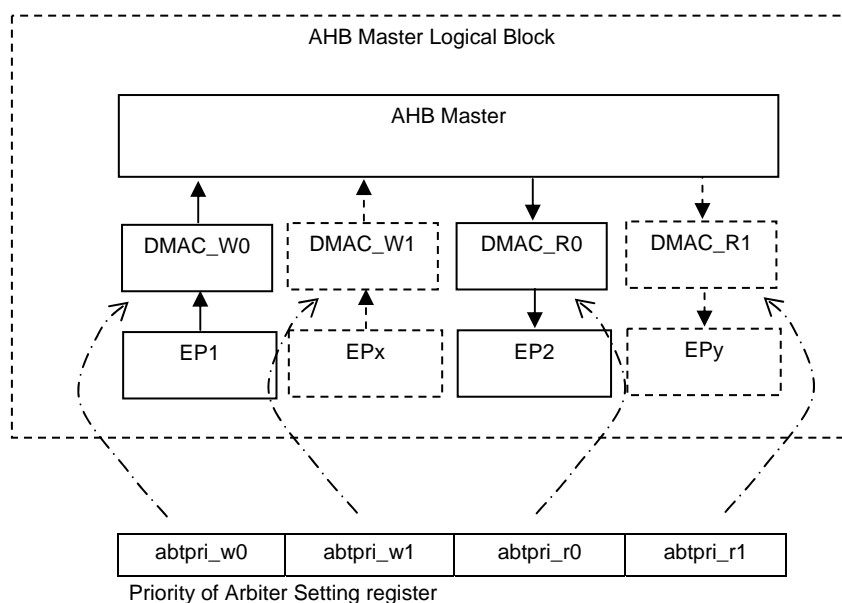 AHB Master Logical Block
AHB Master
DMAC_W0 DMAC_W1 DMAC_R0 DMAC_R1
EP1 EPx EP2 EPy
abtpri_w0 abtpri_w1 abtpri_r0 abtpri_r1
Priority of Arbiter Setting register